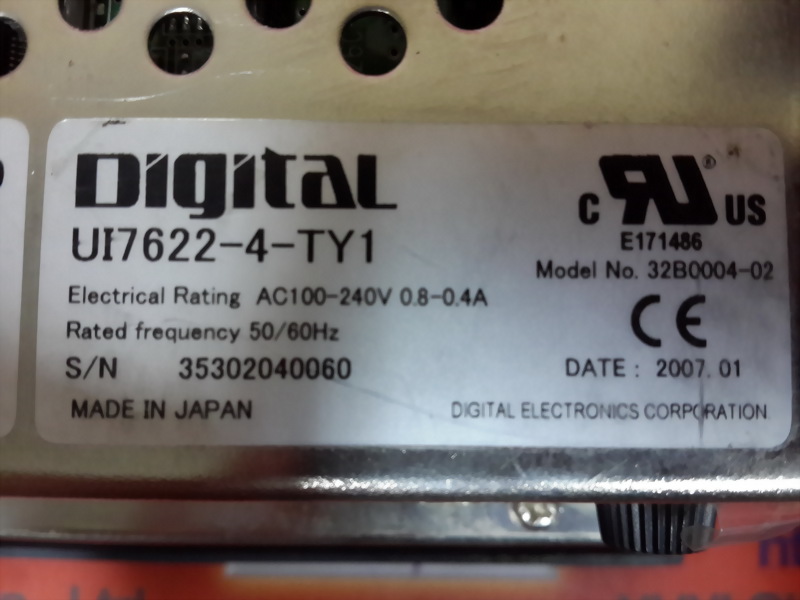 Digital
UI7622-4-TY1
Electrical Rating AC100-240V 0.8-0.4A
Rated frequency 50/60Hz
S/N 35302040060
MADE IN JAPAN
C RU® US
E171486
Model No. 32B0004-02
CE
DATE : 2007. 01
DIGITAL ELECTRONICS CORPORATION